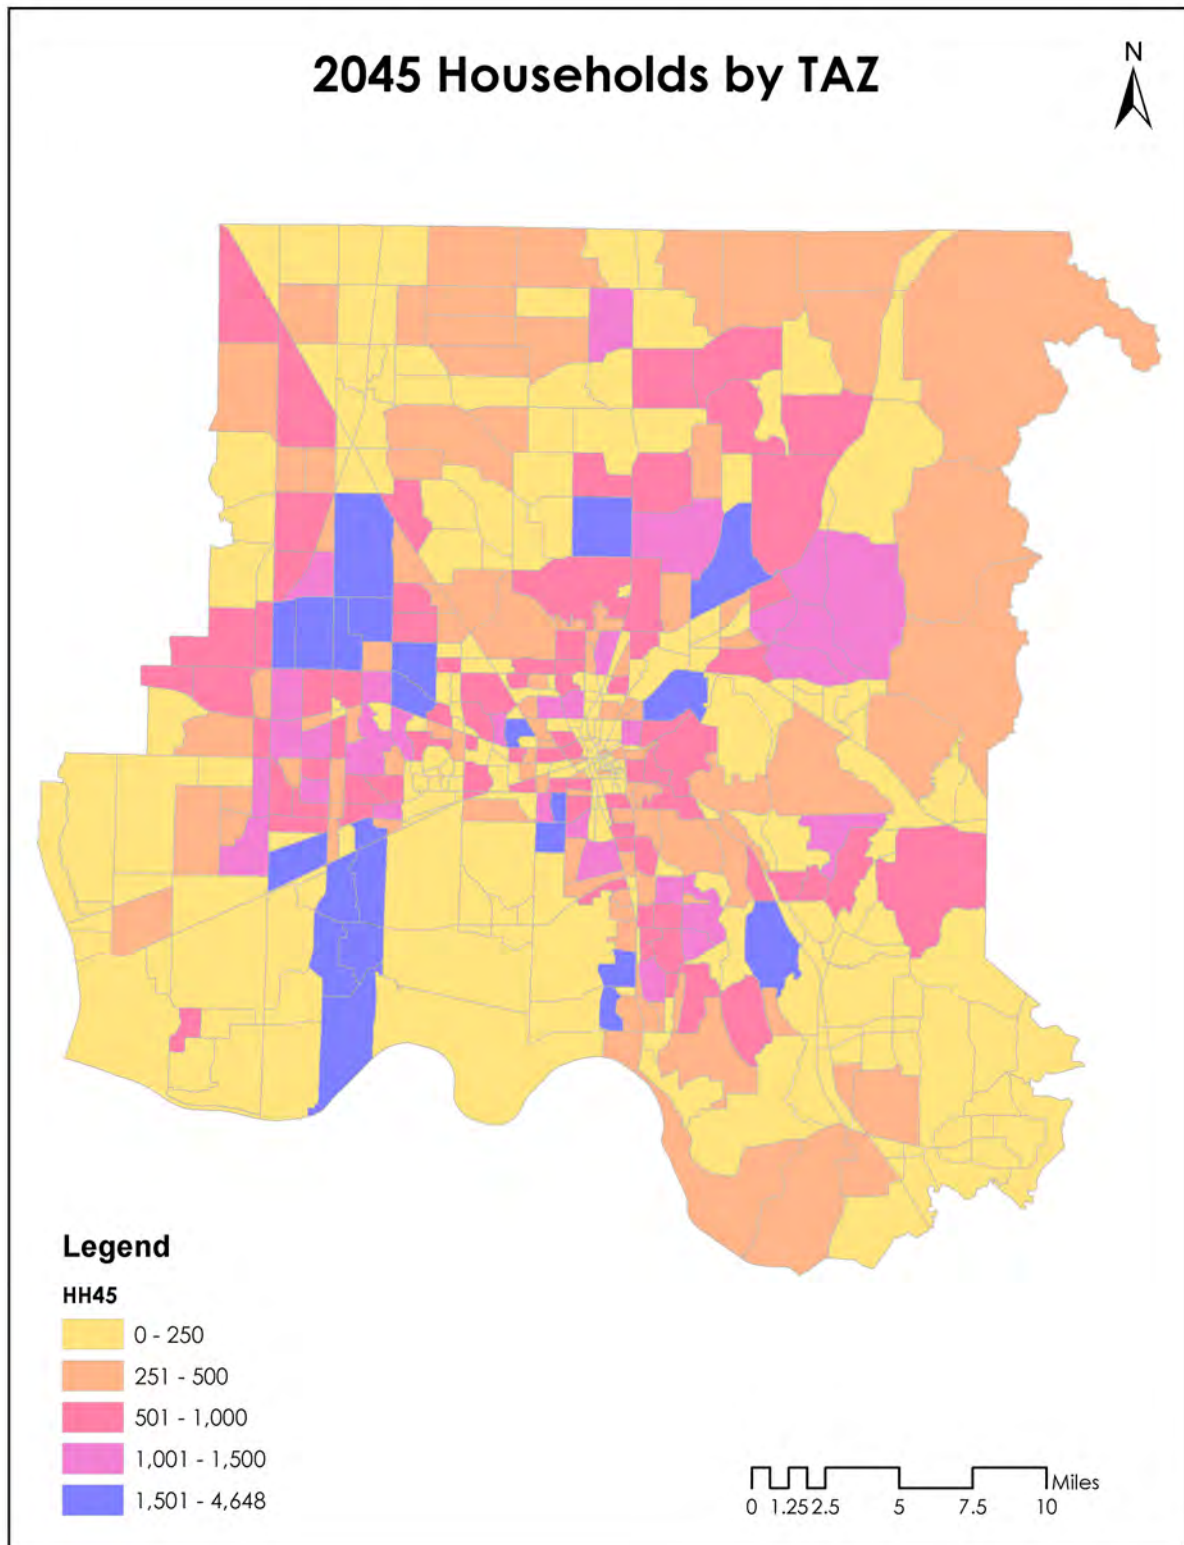 2045 Households by TAZ
N
Legend
HH45
0 - 250
251 - 500
501 - 1,000
1,001 - 1,500
1,501 - 4,648
Miles
0 1.25 2.5 5 7.5 10